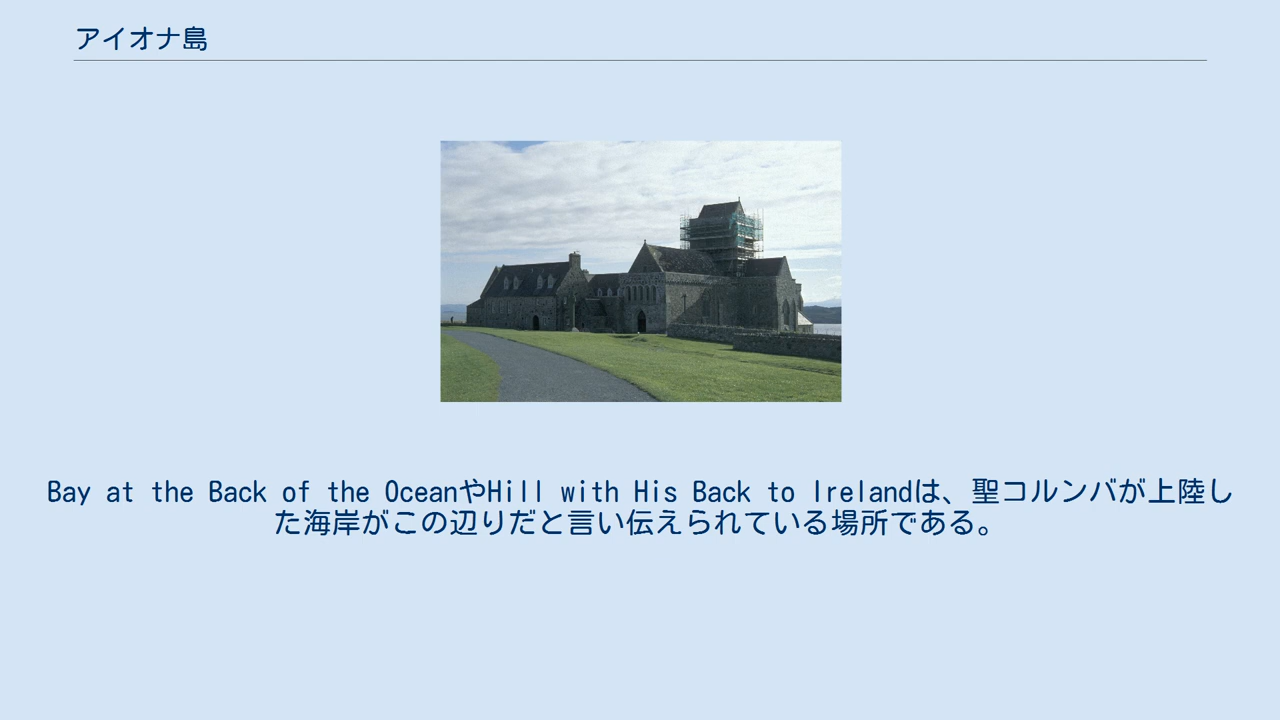 アイオナ島
Bay at the Back of the OceanやHill with His Back to Irelandは、聖コルンバが上陸し
た海岸がこの辺りだと言い伝えられている場所である。